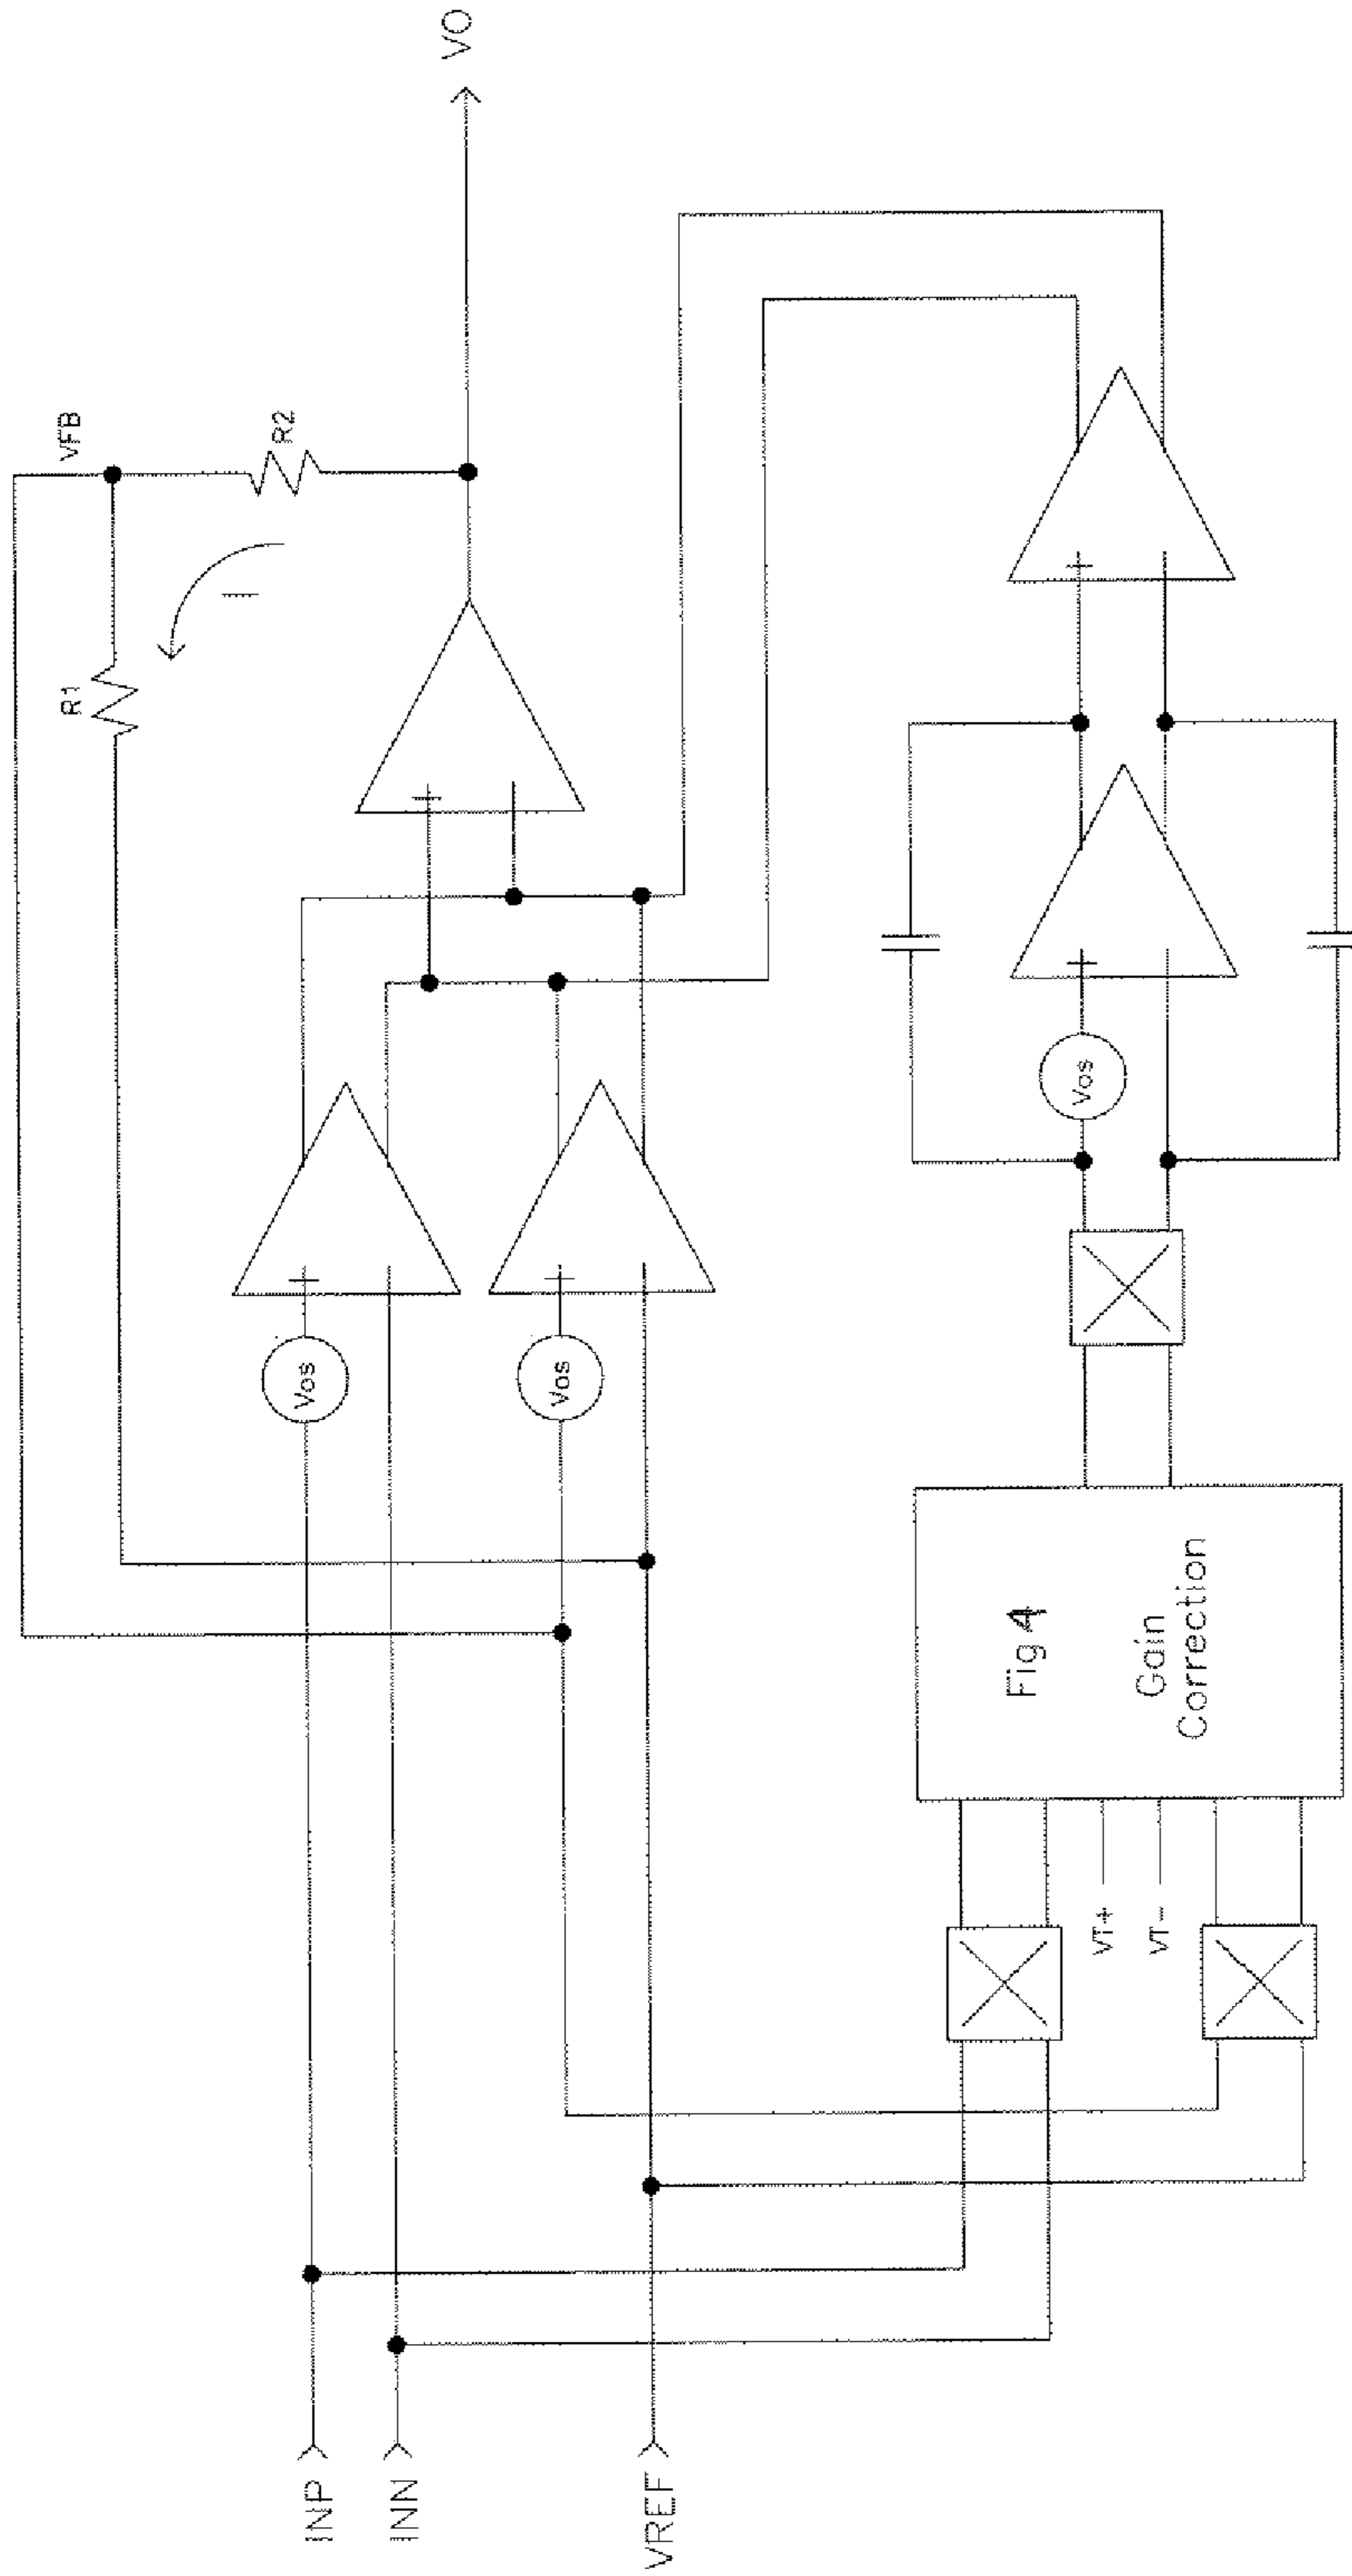 VO
VFB
R2
R1
I
Vos
Vos
Vos
INP
INN
VREF
VT+
VT-
Fig 4
Gain
Correction